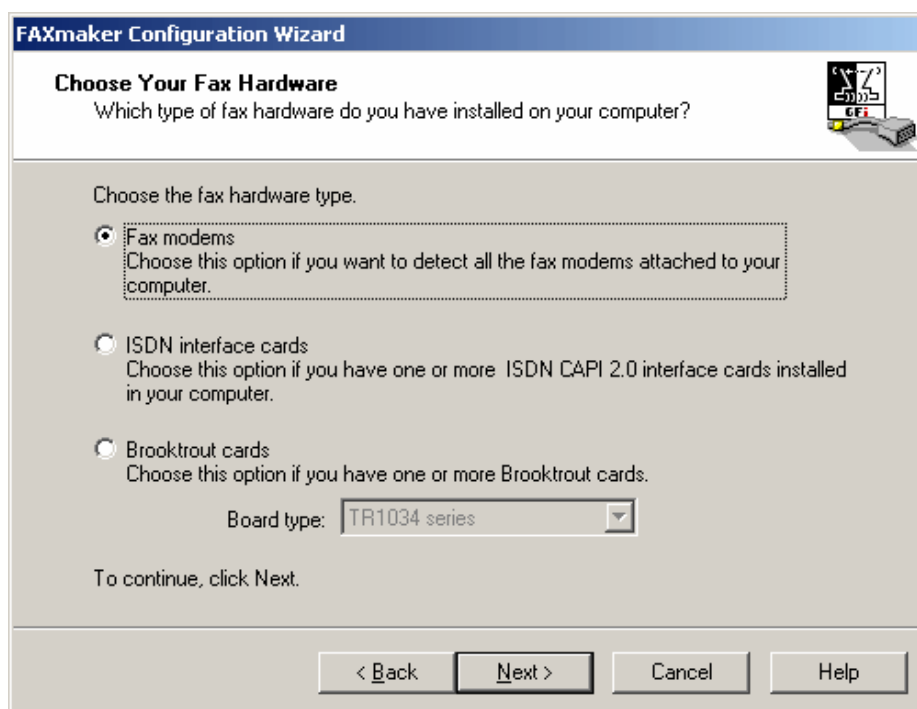 FAXmaker Configuration Wizard
Choose Your Fax Hardware
Which type of fax hardware do you have installed on your computer?
GFi
Choose the fax hardware type.
Fax modems
Choose this option if you want to detect all the fax modems attached to your
computer.
ISDN interface cards
Choose this option if you have one or more ISDN CAPI 2.0 interface cards installed
in your computer.
Brooktrout cards
Choose this option if you have one or more Brooktrout cards.
Board type: TR1034 series
To continue, click Next.
< Back Next > Cancel Help